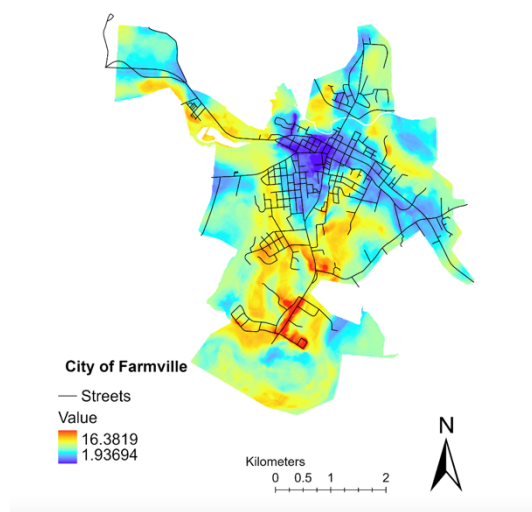 City of Farmville
Streets
Value
16.3819
1.93694
N
Kilometers
0 0.5 1 2